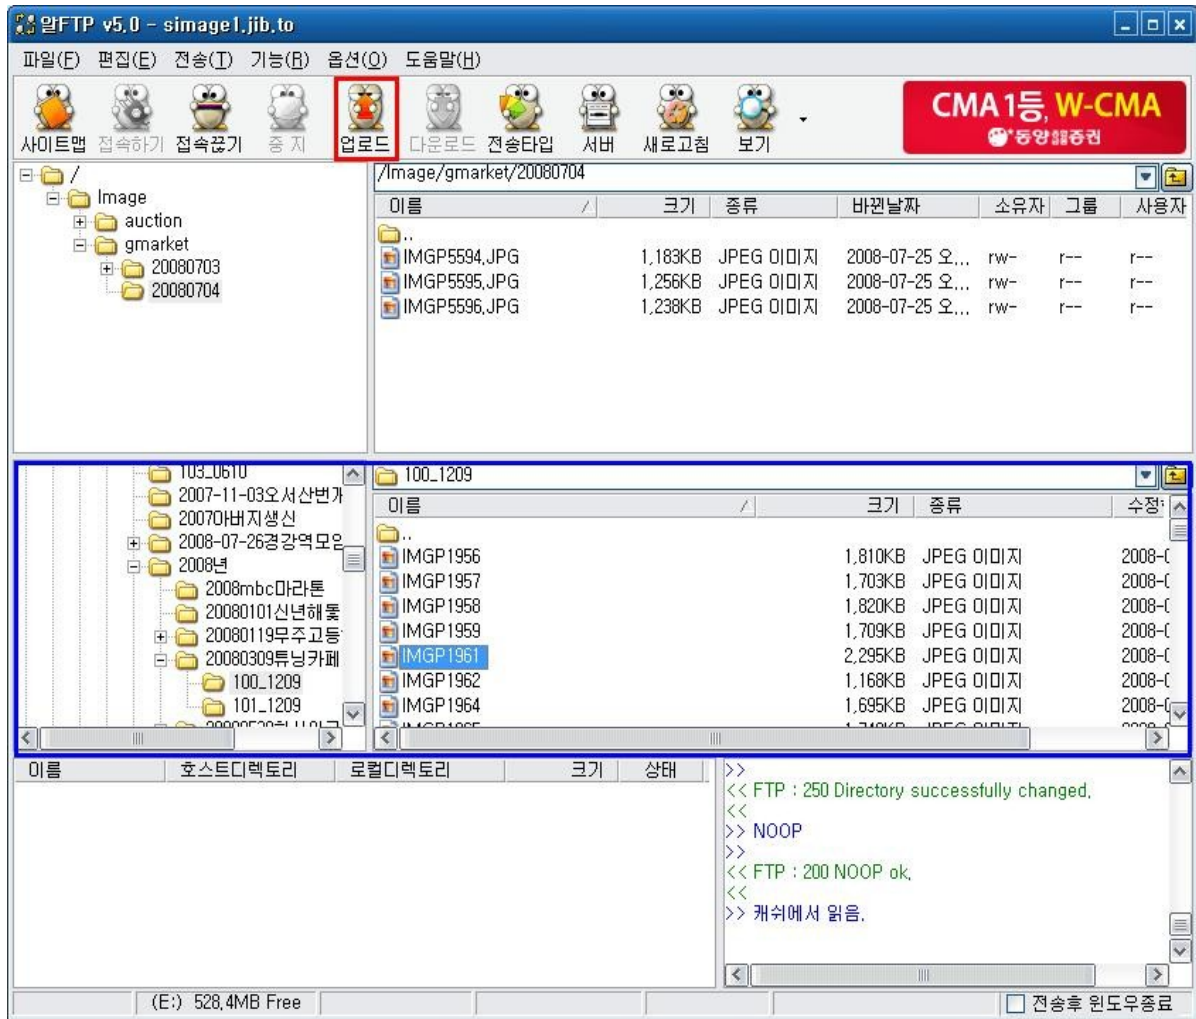 알FTP v5.0 - simage1.jib.to
파일(F) 편집(E) 전송(T) 기능(R) 옵션(O) 도움말(H)
사이트맵 접속하기 접속끊기 중 지 업로드 다운로드 전송타입 서버 새로고침 보기
CMA 1등, W-CMA
동양종합금융증권
/
Image
auction
gmarket
20080703
20080704
/Image/gmarket/20080704
이름 크기 종류 바뀐날짜 소유자 그룹 사용자
..
IMGP5594.JPG 1,183KB JPEG 이미지 2008-07-25 오... rw- r-- r--
IMGP5595.JPG 1,256KB JPEG 이미지 2008-07-25 오... rw- r-- r--
IMGP5596.JPG 1,238KB JPEG 이미지 2008-07-25 오... rw- r-- r--
103_0610
2007-11-03오서산번개
2007아버지생신
2008-07-26경강역모임
2008년
2008mbc마라톤
20080101신년해돛
20080119무주고등
20080309튜닝카페
100_1209
101_1209
100_1209
이름 크기 종류 수정
..
IMGP1956 1,810KB JPEG 이미지 2008-0
IMGP1957 1,703KB JPEG 이미지 2008-0
IMGP1958 1,820KB JPEG 이미지 2008-0
IMGP1959 1,709KB JPEG 이미지 2008-0
IMGP1961 2,295KB JPEG 이미지 2008-0
IMGP1962 1,168KB JPEG 이미지 2008-0
IMGP1964 1,695KB JPEG 이미지 2008-0
이름 호스트디렉토리 로컬디렉토리 크기 상태
>>
<< FTP : 250 Directory successfully changed.
<<
>> NOOP
>>
<< FTP : 200 NOOP ok.
<<
>> 캐쉬에서 읽음.
(E:) 528.4MB Free
전송후 윈도우종료